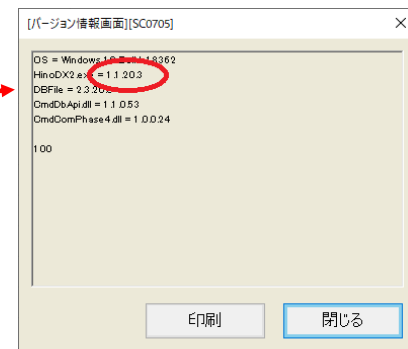 [バージョン情報画面][SC0705]
OS = Windows 18362
HinoDX2.exe = 1.1.20.3
DBFile = 2.3.20
CmdDbApi.dll = 1.1.0.53
CmdComPhase4.dll = 1.0.0.24
100
印刷
閉じる